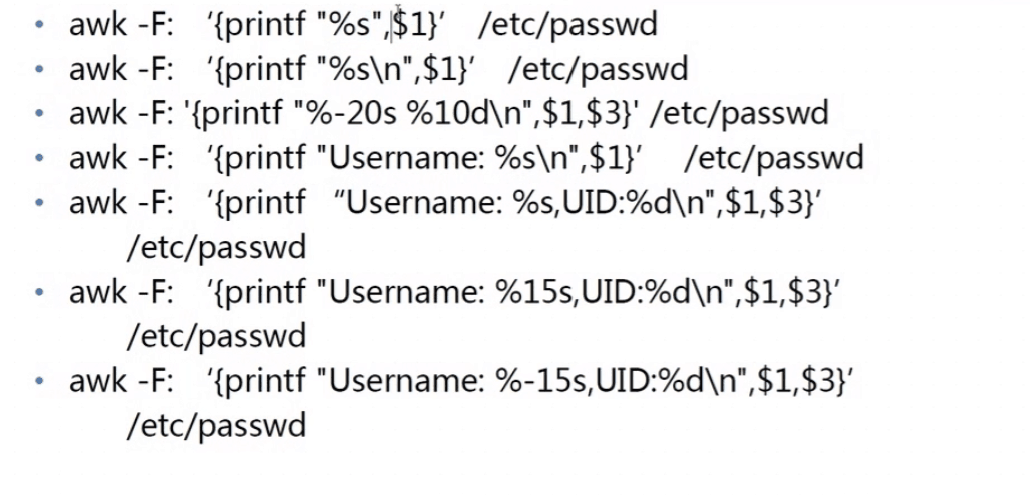 • awk -F: ‘{printf "%s",$1}’ /etc/passwd
• awk -F: ‘{printf "%s\n",$1}’ /etc/passwd
• awk -F: '{printf "%-20s %10d\n",$1,$3}' /etc/passwd
• awk -F: ‘{printf "Username: %s\n",$1}’ /etc/passwd
• awk -F: ‘{printf “Username: %s,UID:%d\n",$1,$3}’
/etc/passwd
• awk -F: ‘{printf "Username: %15s,UID:%d\n",$1,$3}’
/etc/passwd
• awk -F: ‘{printf "Username: %-15s,UID:%d\n",$1,$3}’
/etc/passwd